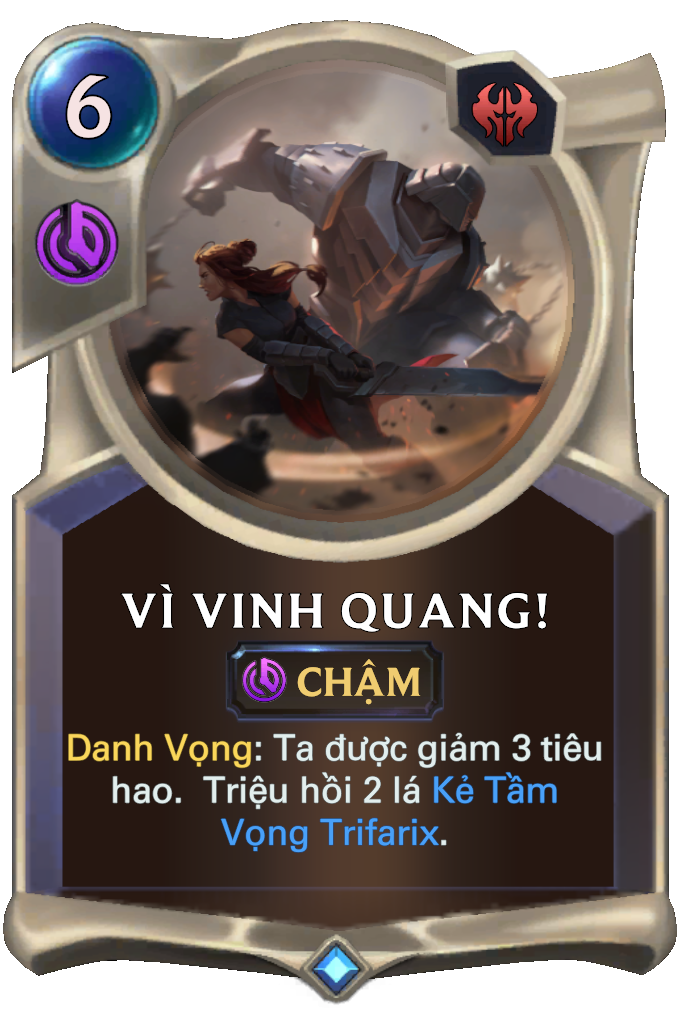 6
VÌ VINH QUANG!
CHẬM
Danh Vọng: Ta được giảm 3 tiêu
hao. Triệu hồi 2 lá Kẻ Tầm
Vọng Trifarix.